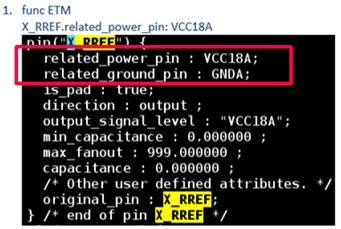 1. func ETM
X_RREF.related_power_pin: VCC18A
pin("X_RREF") {
related_power_pin : VCC18A;
related_ground_pin : GNDA;
is_pad : true;
direction : output ;
output_signal_level : "VCC18A";
min_capacitance : 0.000000 ;
max_fanout : 999.000000 ;
capacitance : 0.000000 ;
/* Other user defined attributes. */
original_pin : X_RREF;
} /* end of pin X_RREF */